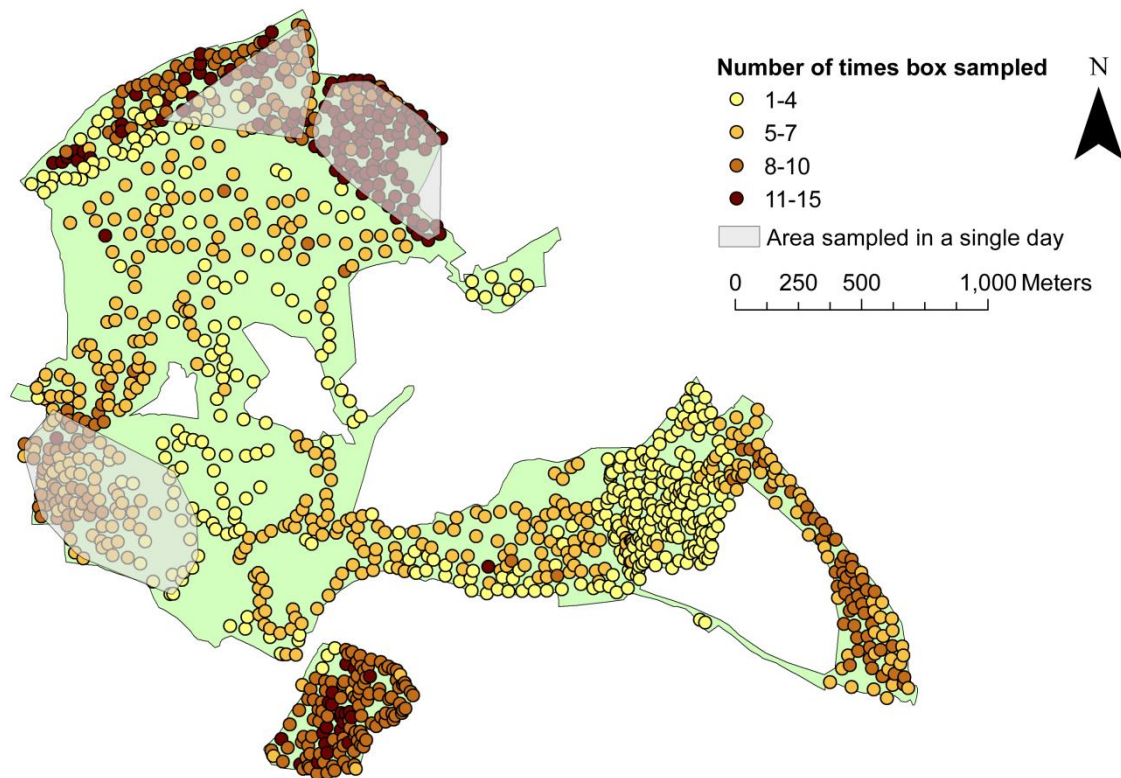 Number of times box sampled
N
1-4
5-7
8-10
11-15
Area sampled in a single day
0 250 500 1,000 Meters